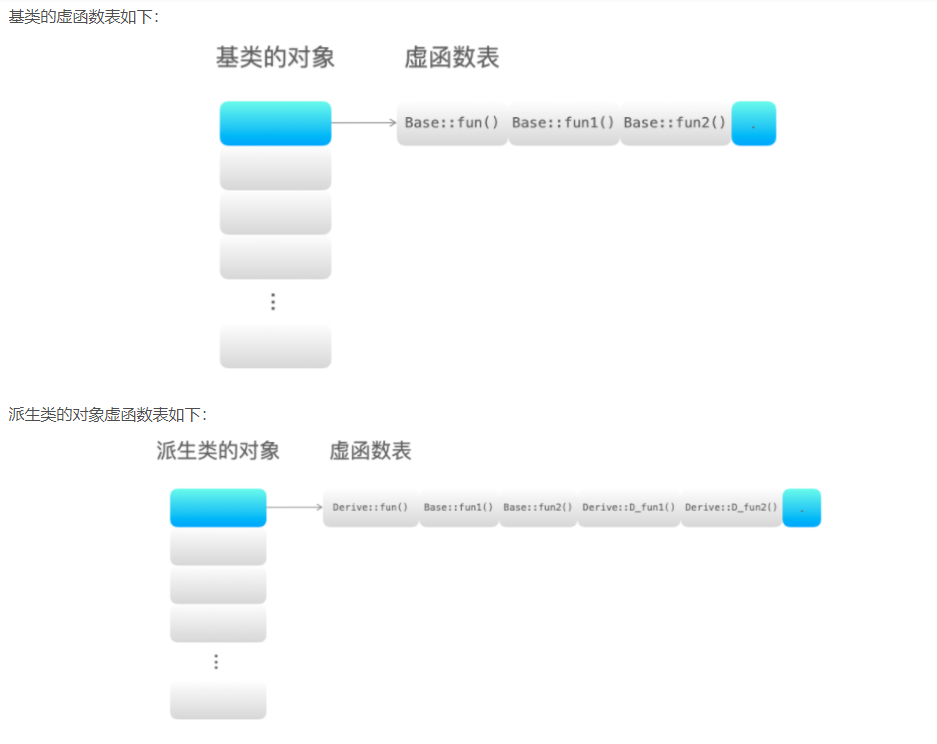 基类的虚函数表如下：
基类的对象 虚函数表
Base::fun() Base::fun1() Base::fun2() .
派生类的对象虚函数表如下：
派生类的对象 虚函数表
Derive::fun() Base::fun1() Base::fun2() Derive::D_fun1() Derive::D_fun2() .